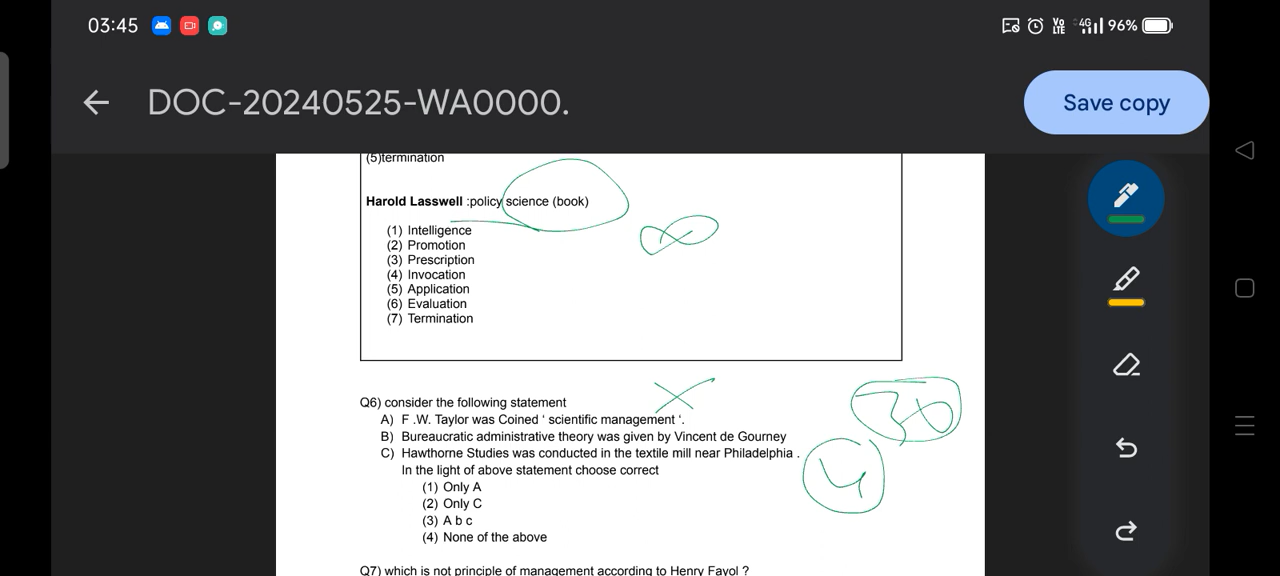 03:45 Vo LTE 4G 96%
DOC-20240525-WA0000.
Save copy
(5)termination
Harold Lasswell :policy science (book)
(1) Intelligence
(2) Promotion
(3) Prescription
(4) Invocation
(5) Application
(6) Evaluation
(7) Termination
Q6) consider the following statement
A) F .W. Taylor was Coined ‘ scientific management ‘.
B) Bureaucratic administrative theory was given by Vincent de Gourney
C) Hawthorne Studies was conducted in the textile mill near Philadelphia .
In the light of above statement choose correct
(1) Only A
(2) Only C
(3) A b c
(4) None of the above
Q7) which is not principle of management according to Henry Fayol ?